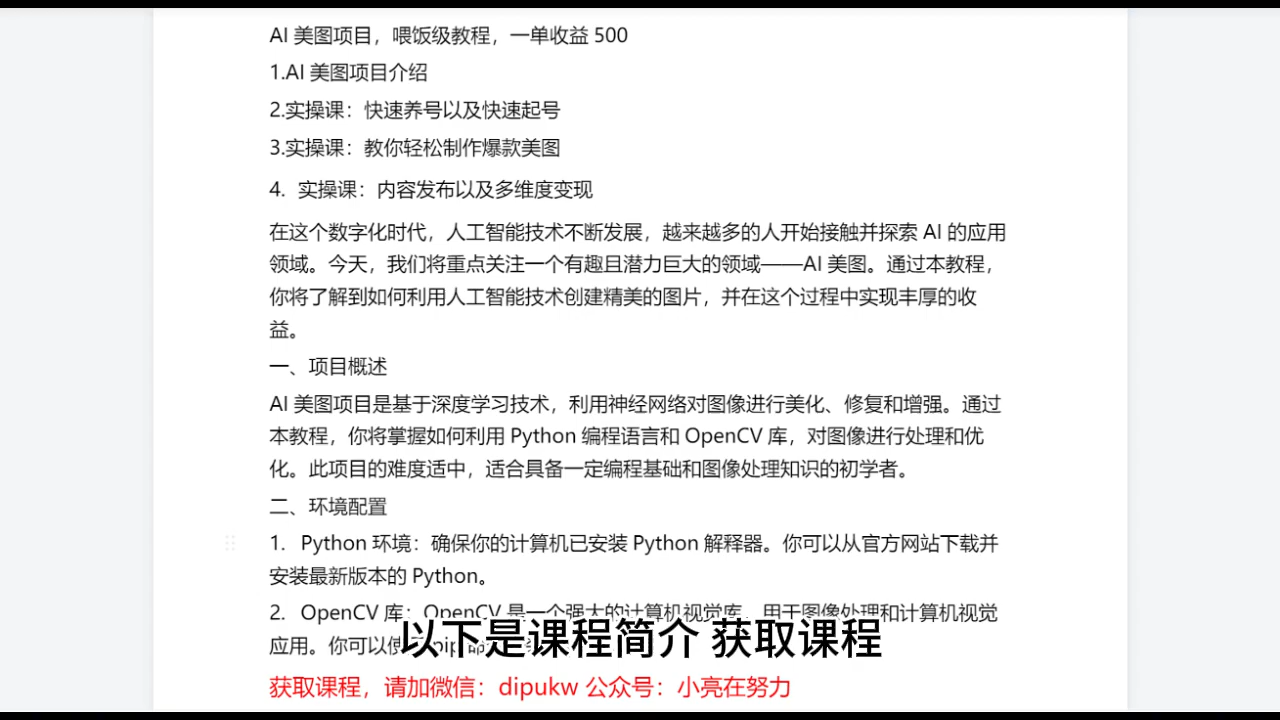 AI 美图项目，喂饭级教程，一单收益 500
1.AI 美图项目介绍
2.实操课：快速养号以及快速起号
3.实操课：教你轻松制作爆款美图
4. 实操课：内容发布以及多维度变现
在这个数字化时代，人工智能技术不断发展，越来越多的人开始接触并探索 AI 的应用
领域。今天，我们将重点关注一个有趣且潜力巨大的领域——AI 美图。通过本教程，
你将了解到如何利用人工智能技术创建精美的图片，并在这个过程中实现丰厚的收
益。
一、项目概述
AI 美图项目是基于深度学习技术，利用神经网络对图像进行美化、修复和增强。通过
本教程，你将掌握如何利用 Python 编程语言和 OpenCV 库，对图像进行处理和优
化。此项目的难度适中，适合具备一定编程基础和图像处理知识的初学者。
二、环境配置
1. Python 环境：确保你的计算机已安装 Python 解释器。你可以从官方网站下载并
安装最新版本的 Python。
2. OpenCV 库：OpenCV 是一个强大的计算机视觉库，用于图像处理和计算机视觉
应用。你可以使 pip 命
以下是课程简介 获取课程
获取课程，请加微信：dipukw 公众号：小亮在努力